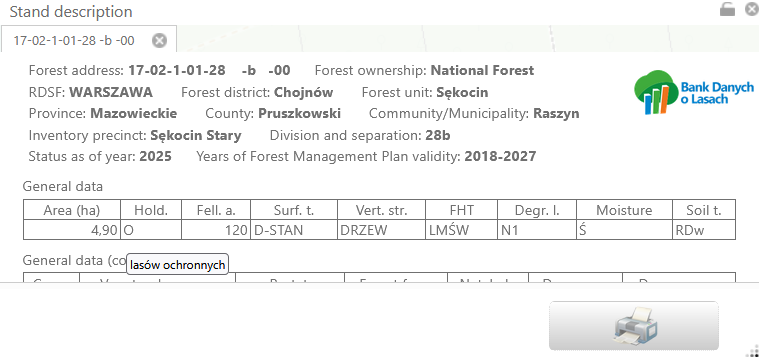 Stand description
17-02-1-01-28 -b -00
Forest address: 17-02-1-01-28 -b -00 Forest ownership: National Forest
RDSF: WARSZAWA Forest district: Chojnów Forest unit: Sękocin
Province: Mazowieckie County: Pruszkowski Community/Municipality: Raszyn
Inventory precinct: Sękocin Stary Division and separation: 28b
Status as of year: 2025 Years of Forest Management Plan validity: 2018-2027
Bank Danych
o Lasach
General data
Area (ha) Hold. Fell. a. Surf. t. Vert. str. FHT Degr. l. Moisture Soil t.
4,90 O 120 D-STAN DRZEW LMŚW N1 Ś RDw
General data (co
lasów ochronnych